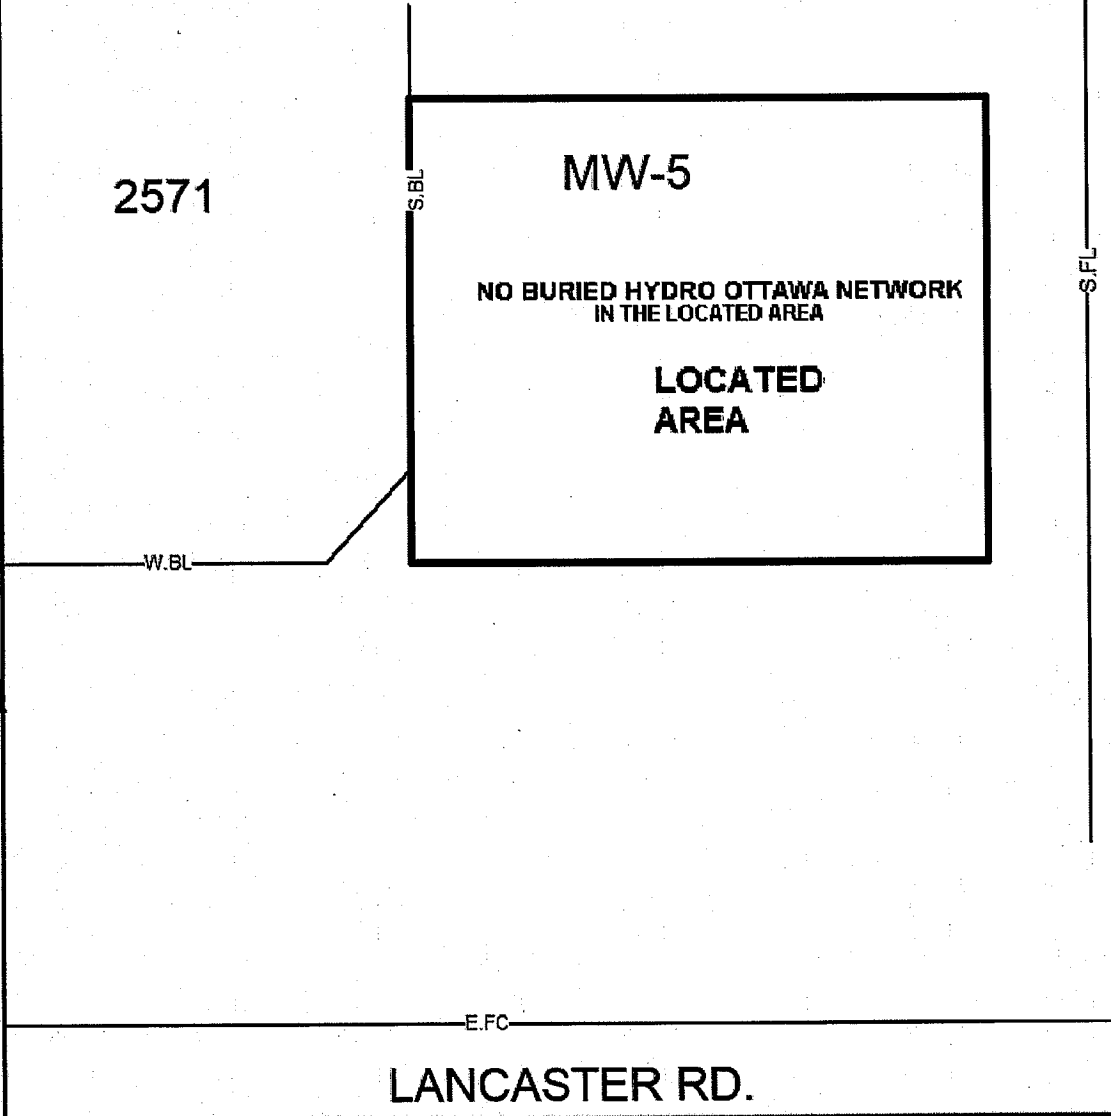 MW-5
2571
S.BL
S.FL
NO BURIED HYDRO OTTAWA NETWORK
IN THE LOCATED AREA
LOCATED
AREA
W.BL
E.FC
LANCASTER RD.